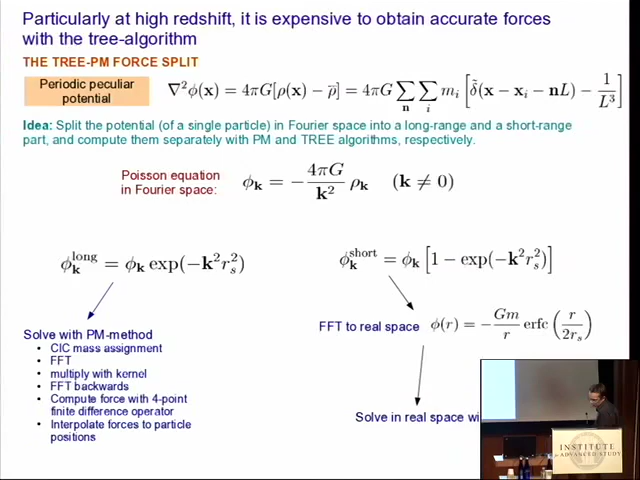 Particularly at high redshift, it is expensive to obtain accurate forces
with the tree-algorithm
THE TREE-PM FORCE SPLIT
Periodic peculiar
potential
∇²φ(x) = 4πG[ρ(x) − ρ̄] = 4πG ∑_n ∑_i m_i [δ̃(x − x_i − nL) − 1/L³]
Idea: Split the potential (of a single particle) in Fourier space into a long-range and a short-range
part, and compute them separately with PM and TREE algorithms, respectively.
Poisson equation
in Fourier space:
φ_k = − 4πG/k² ρ_k (k ≠ 0)
φ_k^long = φ_k exp(−k²r_s²)
φ_k^short = φ_k [1 − exp(−k²r_s²)]
Solve with PM-method
• CIC mass assignment
• FFT
• multiply with kernel
• FFT backwards
• Compute force with 4-point
finite difference operator
• Interpolate forces to particle
positions
FFT to real space
φ(r) = − Gm/r erfc (r/2r_s)
Solve in real space
INSTITUTE
ADVANCED STUDY